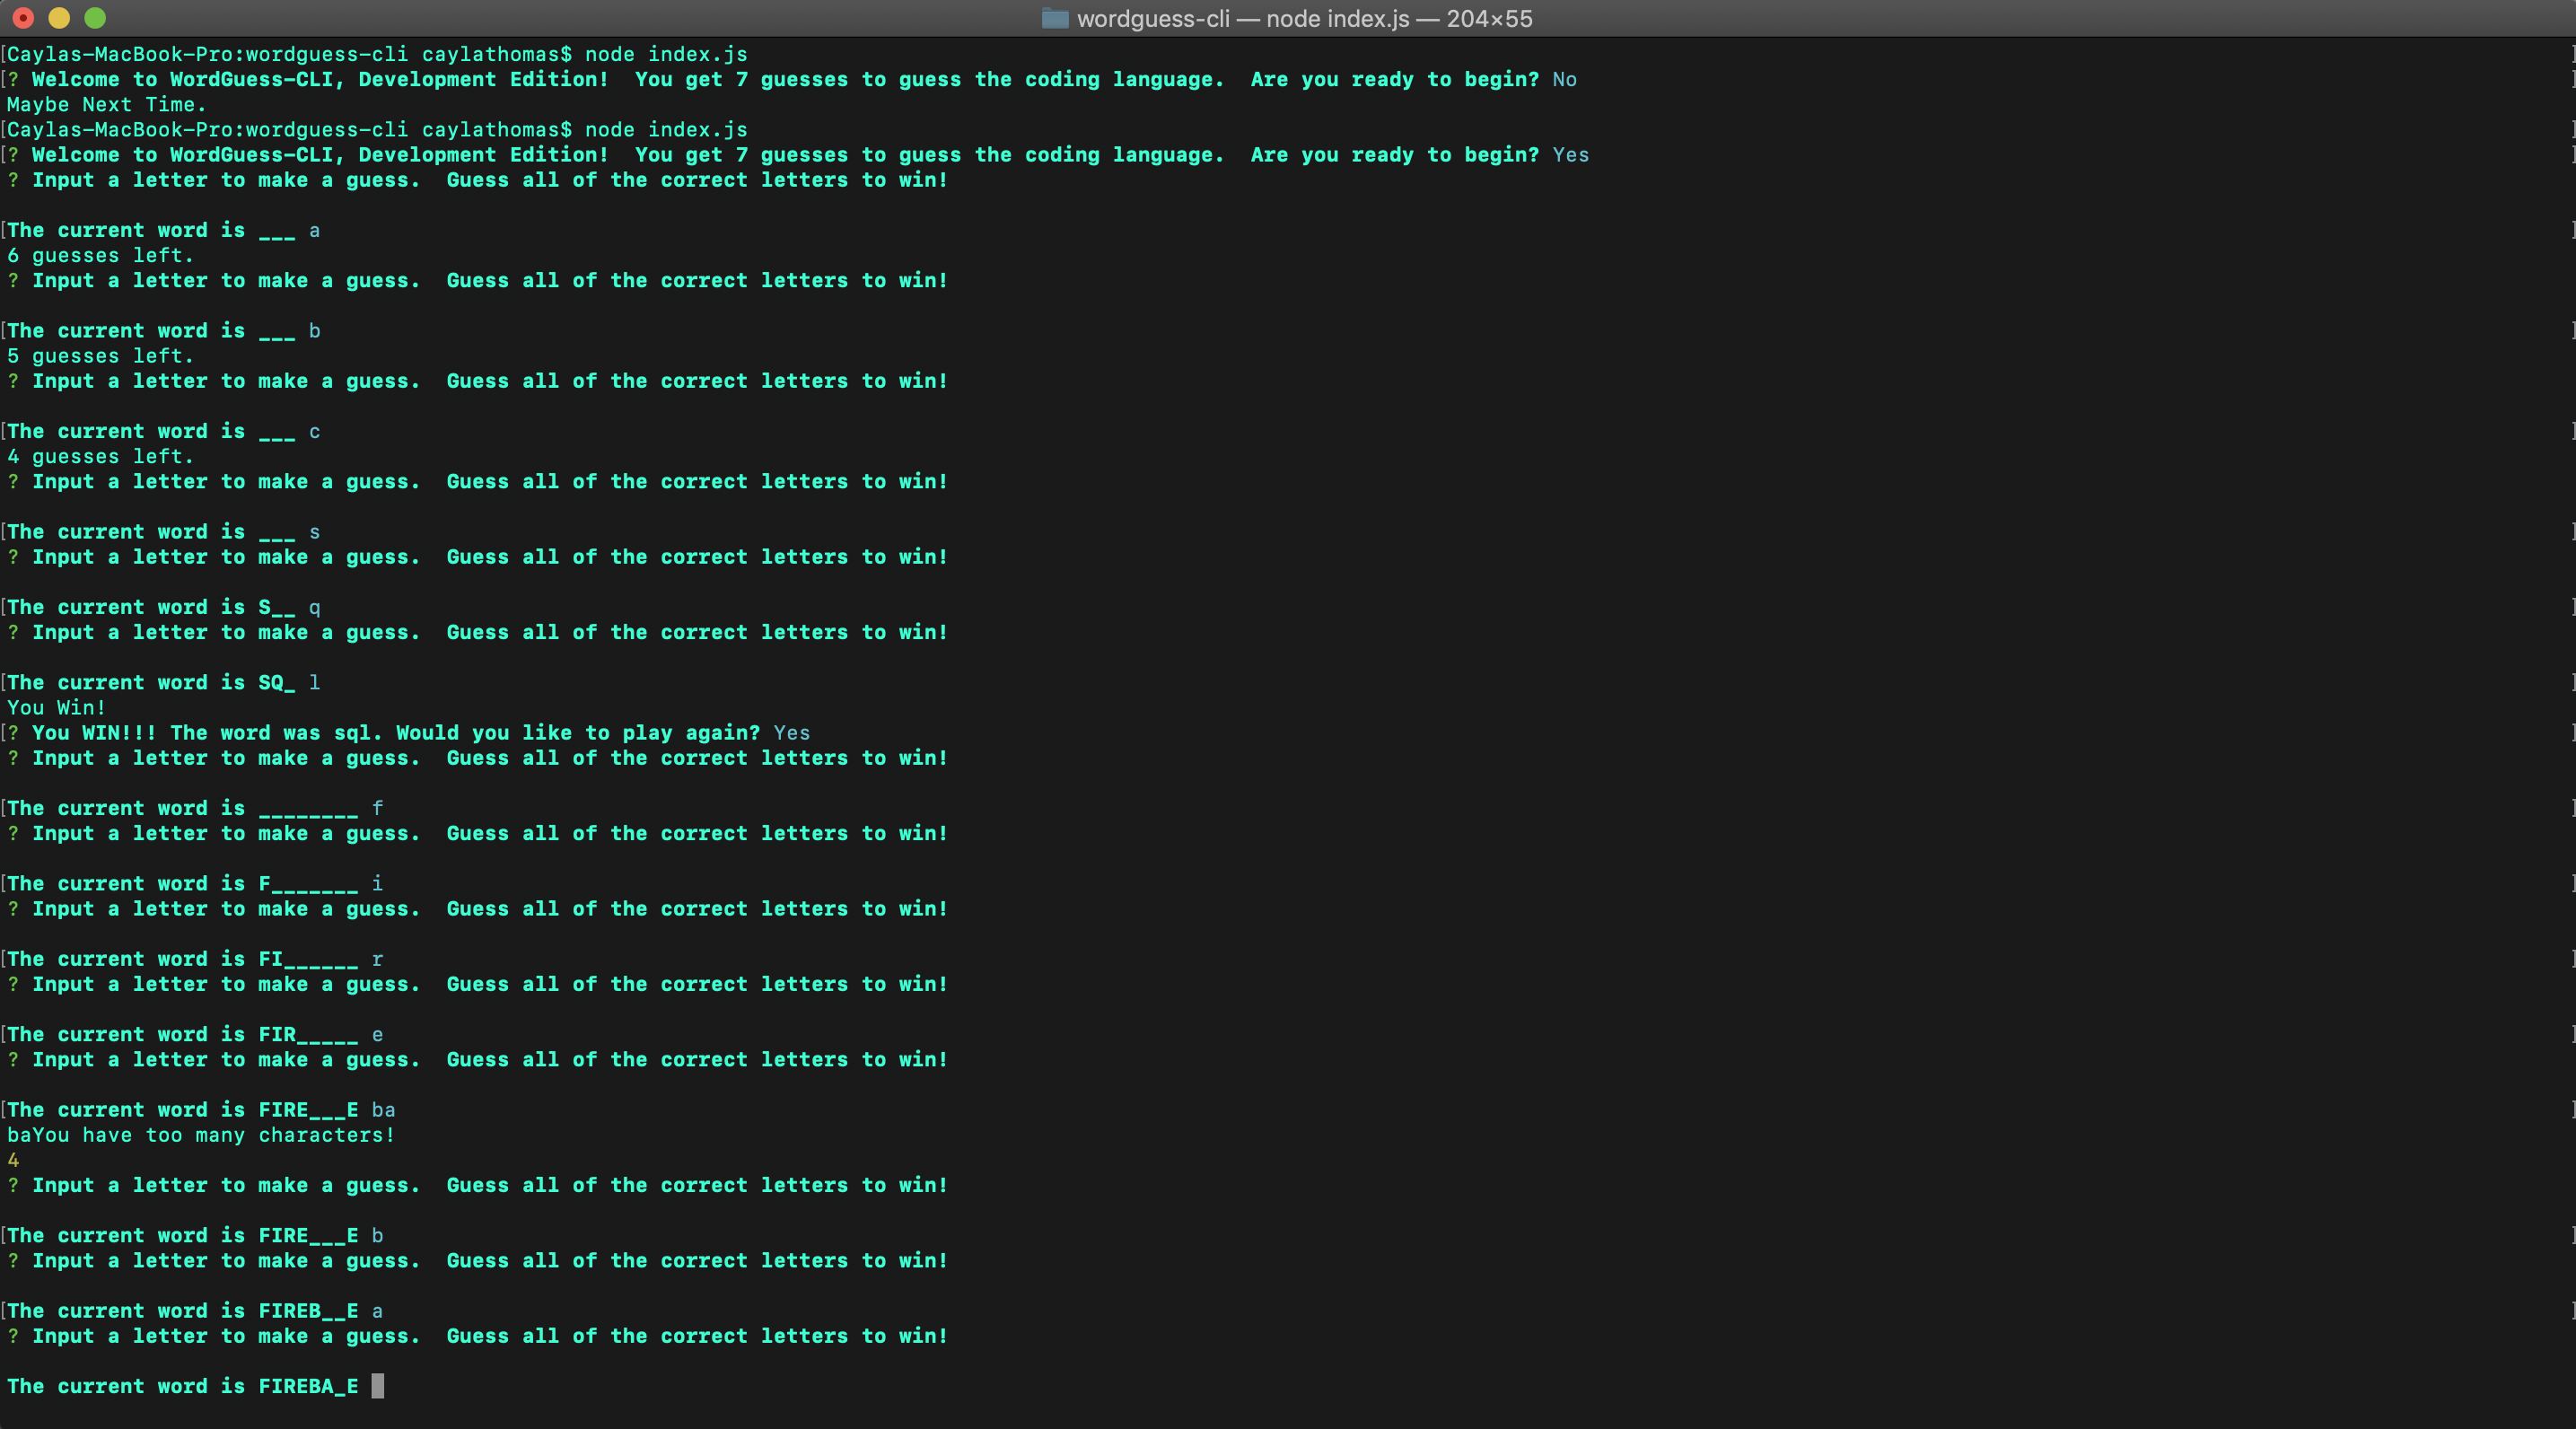 wordguess-cli — node index.js — 204×55
[Caylas-MacBook-Pro:wordguess-cli caylathomas$ node index.js ]
[? Welcome to WordGuess-CLI, Development Edition!  You get 7 guesses to guess the coding language.  Are you ready to begin? No ]
Maybe Next Time.
[Caylas-MacBook-Pro:wordguess-cli caylathomas$ node index.js ]
[? Welcome to WordGuess-CLI, Development Edition!  You get 7 guesses to guess the coding language.  Are you ready to begin? Yes ]
? Input a letter to make a guess.  Guess all of the correct letters to win!
[The current word is ___ a ]
6 guesses left.
? Input a letter to make a guess.  Guess all of the correct letters to win!
[The current word is ___ b ]
5 guesses left.
? Input a letter to make a guess.  Guess all of the correct letters to win!
[The current word is ___ c ]
4 guesses left.
? Input a letter to make a guess.  Guess all of the correct letters to win!
[The current word is ___ s ]
? Input a letter to make a guess.  Guess all of the correct letters to win!
[The current word is S__ q ]
? Input a letter to make a guess.  Guess all of the correct letters to win!
[The current word is SQ_ l ]
You Win!
[? You WIN!!! The word was sql. Would you like to play again? Yes ]
? Input a letter to make a guess.  Guess all of the correct letters to win!
[The current word is ________ f ]
? Input a letter to make a guess.  Guess all of the correct letters to win!
[The current word is F_______ i ]
? Input a letter to make a guess.  Guess all of the correct letters to win!
[The current word is FI______ r ]
? Input a letter to make a guess.  Guess all of the correct letters to win!
[The current word is FIR_____ e ]
? Input a letter to make a guess.  Guess all of the correct letters to win!
[The current word is FIRE___E ba ]
baYou have too many characters!
4
? Input a letter to make a guess.  Guess all of the correct letters to win!
[The current word is FIRE___E b ]
? Input a letter to make a guess.  Guess all of the correct letters to win!
[The current word is FIREB__E a ]
? Input a letter to make a guess.  Guess all of the correct letters to win!
The current word is FIREBA_E